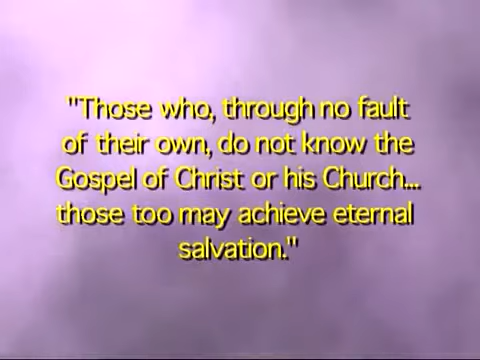 "Those who, through no fault
of their own, do not know the
Gospel of Christ or his Church...
those too may achieve eternal
salvation."